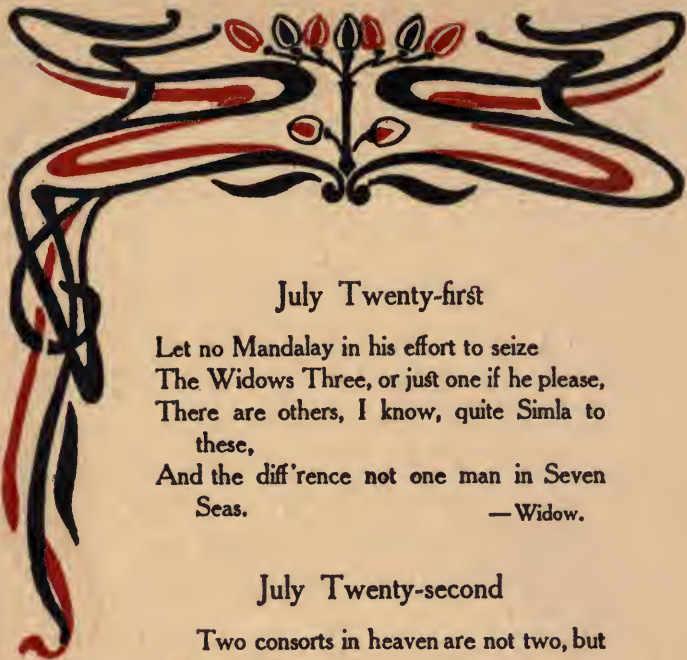 July Twenty-first
Let no Mandalay in his effort to seize
The Widows Three, or just one if he please,
There are others, I know, quite Simla to
these,
And the diff'rence not one man in Seven
Seas. — Widow.
July Twenty-second
Two consorts in heaven are not two, but